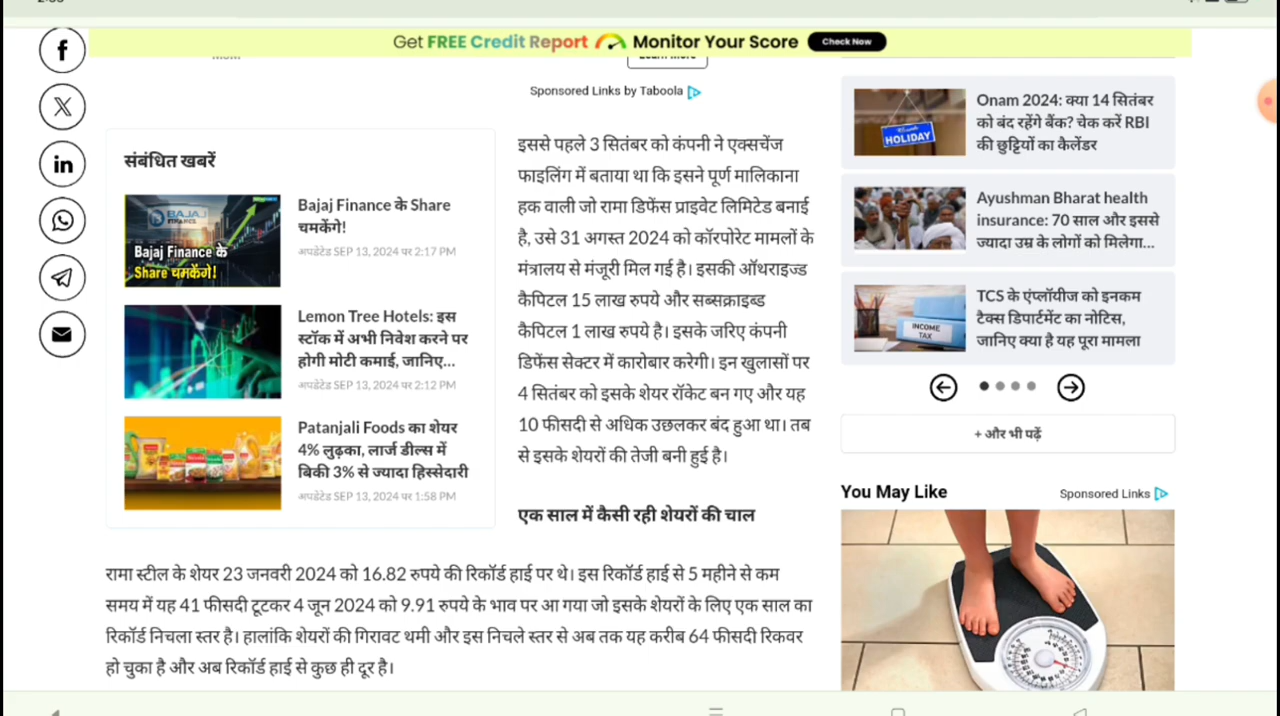 Get FREE Credit Report Monitor Your Score Check Now
Sponsored Links by Taboola
संबंधित खबरें
BAJAJ
Bajaj Finance के
Share चमकेंगे!
Bajaj Finance के Share
चमकेंगे!
अपडेटेड SEP 13, 2024 पर 2:17 PM
Lemon Tree Hotels: इस
स्टॉक में अभी निवेश करने पर
होगी मोटी कमाई, जानिए...
अपडेटेड SEP 13, 2024 पर 2:12 PM
Patanjali Foods का शेयर
4% लुढ़का, लार्ज डील्स में
बिकी 3% से ज्यादा हिस्सेदारी
अपडेटेड SEP 13, 2024 पर 1:58 PM
इससे पहले 3 सितंबर को कंपनी ने एक्सचेंज
फाइलिंग में बताया था कि इसने पूर्ण मालिकाना
हक वाली जो रामा डिफेंस प्राइवेट लिमिटेड बनाई
है, उसे 31 अगस्त 2024 को कॉरपोरेट मामलों के
मंत्रालय से मंजूरी मिल गई है। इसकी ऑथराइज्ड
कैपिटल 15 लाख रुपये और सब्सक्राइब्ड
कैपिटल 1 लाख रुपये है। इसके जरिए कंपनी
डिफेंस सेक्टर में कारोबार करेगी। इन खुलासों पर
4 सितंबर को इसके शेयर रॉकेट बन गए और यह
10 फीसदी से अधिक उछलकर बंद हुआ था। तब
से इसके शेयरों की तेजी बनी हुई है।
एक साल में कैसी रही शेयरों की चाल
रामा स्टील के शेयर 23 जनवरी 2024 को 16.82 रुपये की रिकॉर्ड हाई पर थे। इस रिकॉर्ड हाई से 5 महीने से कम
समय में यह 41 फीसदी टूटकर 4 जून 2024 को 9.91 रुपये के भाव पर आ गया जो इसके शेयरों के लिए एक साल का
रिकॉर्ड निचला स्तर है। हालांकि शेयरों की गिरावट थमी और इस निचले स्तर से अब तक यह करीब 64 फीसदी रिकवर
हो चुका है और अब रिकॉर्ड हाई से कुछ ही दूर है।
HOLIDAY
Onam 2024: क्या 14 सितंबर
को बंद रहेंगे बैंक? चेक करें RBI
की छुट्टियों का कैलेंडर
Ayushman Bharat health
insurance: 70 साल और इससे
ज्यादा उम्र के लोगों को मिलेगा...
INCOME
TAX
TCS के एंप्लॉयीज को इनकम
टैक्स डिपार्टमेंट का नोटिस,
जानिए क्या है यह पूरा मामला
+ और भी पढ़ें
You May Like
Sponsored Links